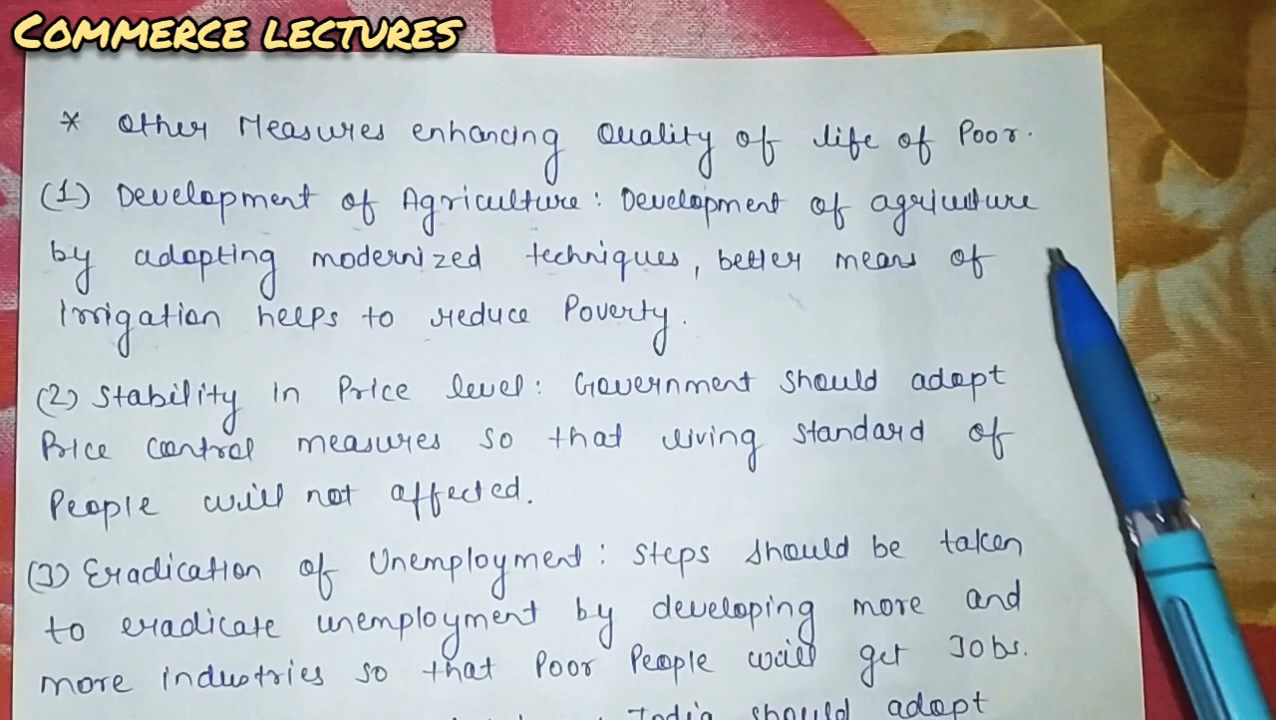 COMMERCE LECTURES
* Other Measures enhancing Quality of life of Poor.
(1) Development of Agriculture: Development of agriculture
by adopting modernized techniques, better means of
Irrigation helps to reduce Poverty.
(2) Stability in Price level: Government should adopt
Price control measures so that living standard of
People will not affected.
(3) Eradication of Unemployment: Steps should be taken
to eradicate unemployment by developing more and
more industries so that Poor People will get Jobs.
India should adopt